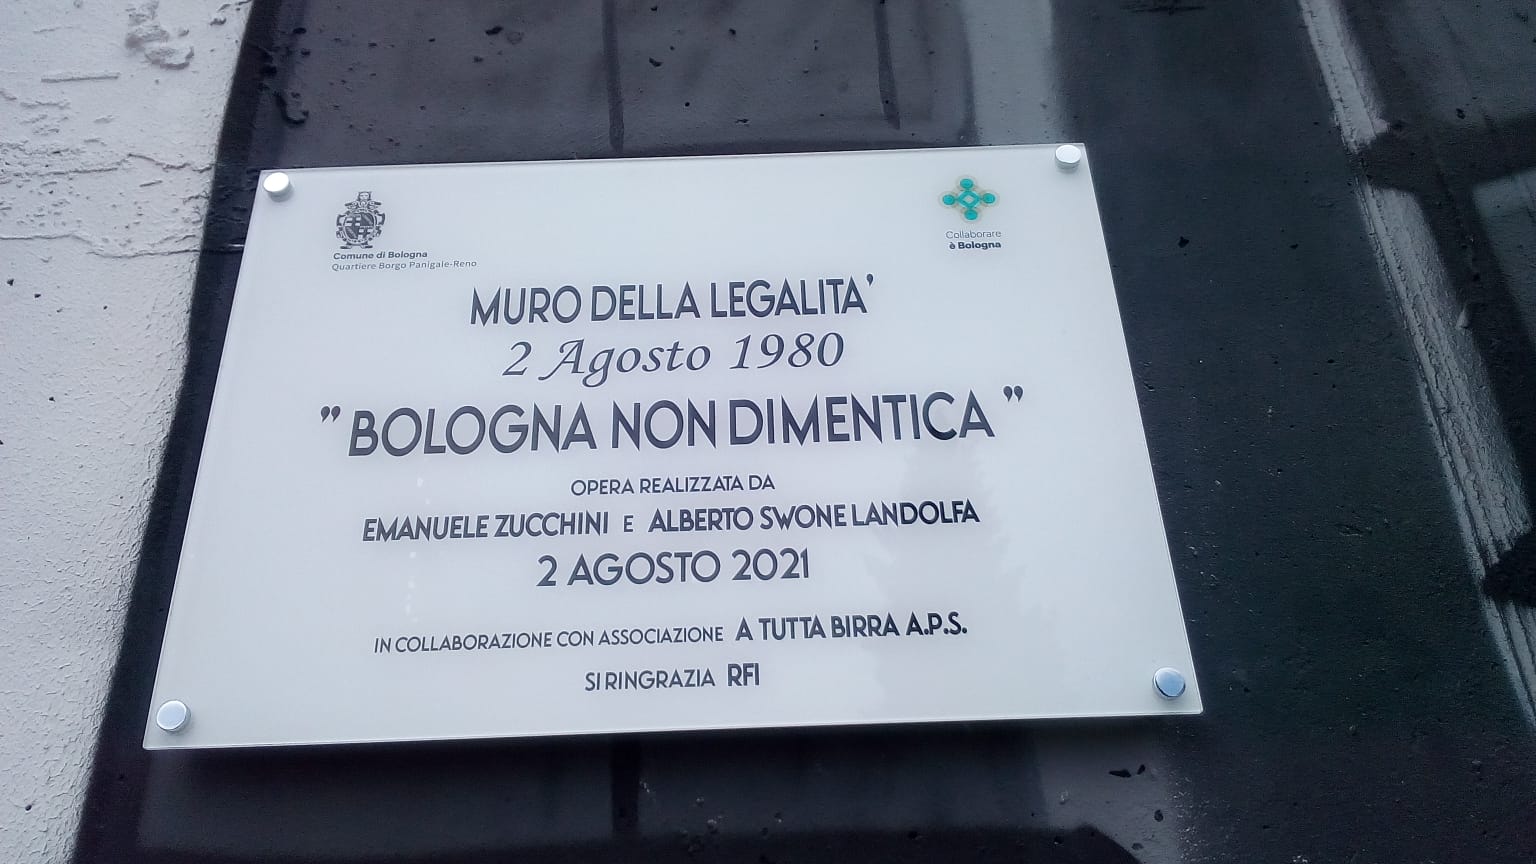 Comune di Bologna
Quartiere Borgo Panigale-Reno
Collaborare
è Bologna
MURO DELLA LEGALITA'
2 Agosto 1980
" BOLOGNA NON DIMENTICA "
OPERA REALIZZATA DA
EMANUELE ZUCCHINI E ALBERTO SWONE LANDOLFA
2 AGOSTO 2021
IN COLLABORAZIONE CON ASSOCIAZIONE A TUTTA BIRRA A.P.S.
SI RINGRAZIA RFI